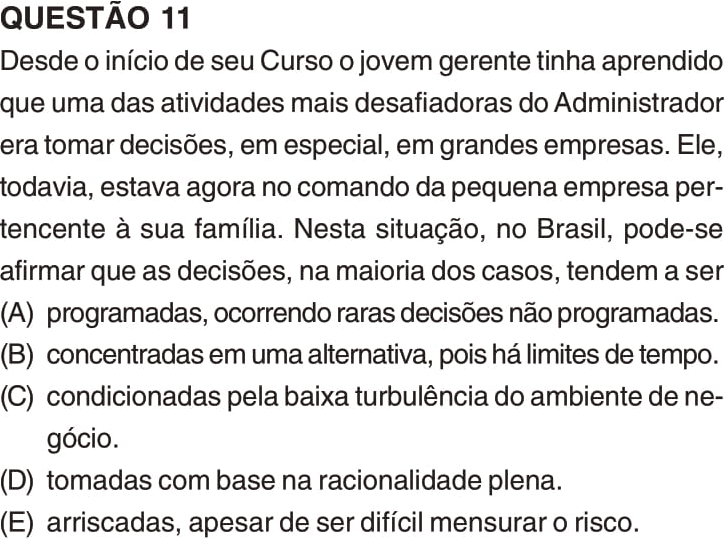 QUESTÃO 11
Desde o início de seu Curso o jovem gerente tinha aprendido
que uma das atividades mais desafiadoras do Administrador
era tomar decisões, em especial, em grandes empresas. Ele,
todavia, estava agora no comando da pequena empresa per-
tencente à sua família. Nesta situação, no Brasil, pode-se
afirmar que as decisões, na maioria dos casos, tendem a ser
(A) programadas, ocorrendo raras decisões não programadas.
(B) concentradas em uma alternativa, pois há limites de tempo.
(C) condicionadas pela baixa turbulência do ambiente de ne-
gócio.
(D) tomadas com base na racionalidade plena.
(E) arriscadas, apesar de ser difícil mensurar o risco.